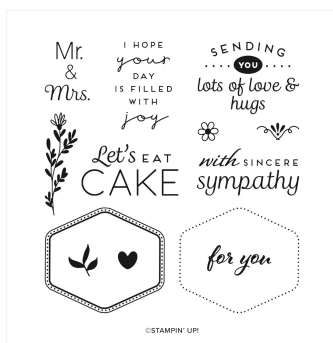 Mr.
&
Mrs.
I HOPE
your
DAY
IS FILLED
WITH
joy
SENDING
YOU
lots of love &
hugs
Let's EAT
CAKE
with SINCERE
sympathy
for you
©STAMPIN' UP!